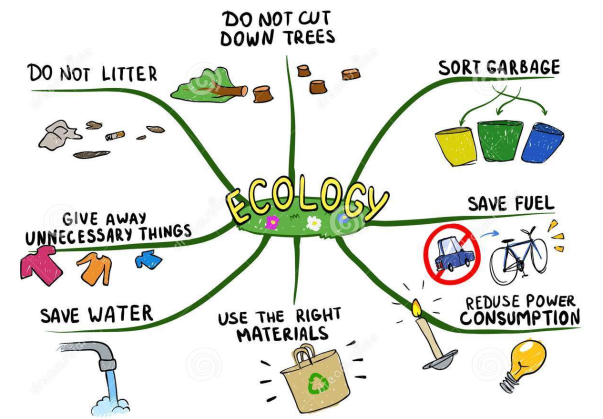 DO NOT CUT
DOWN TREES
DO NOT LITTER
SORT GARBAGE
ECOLOGY
GIVE AWAY
UNNECESSARY THINGS
SAVE FUEL
SAVE WATER
USE THE RIGHT
MATERIALS
REDUSE POWER
CONSUMPTION